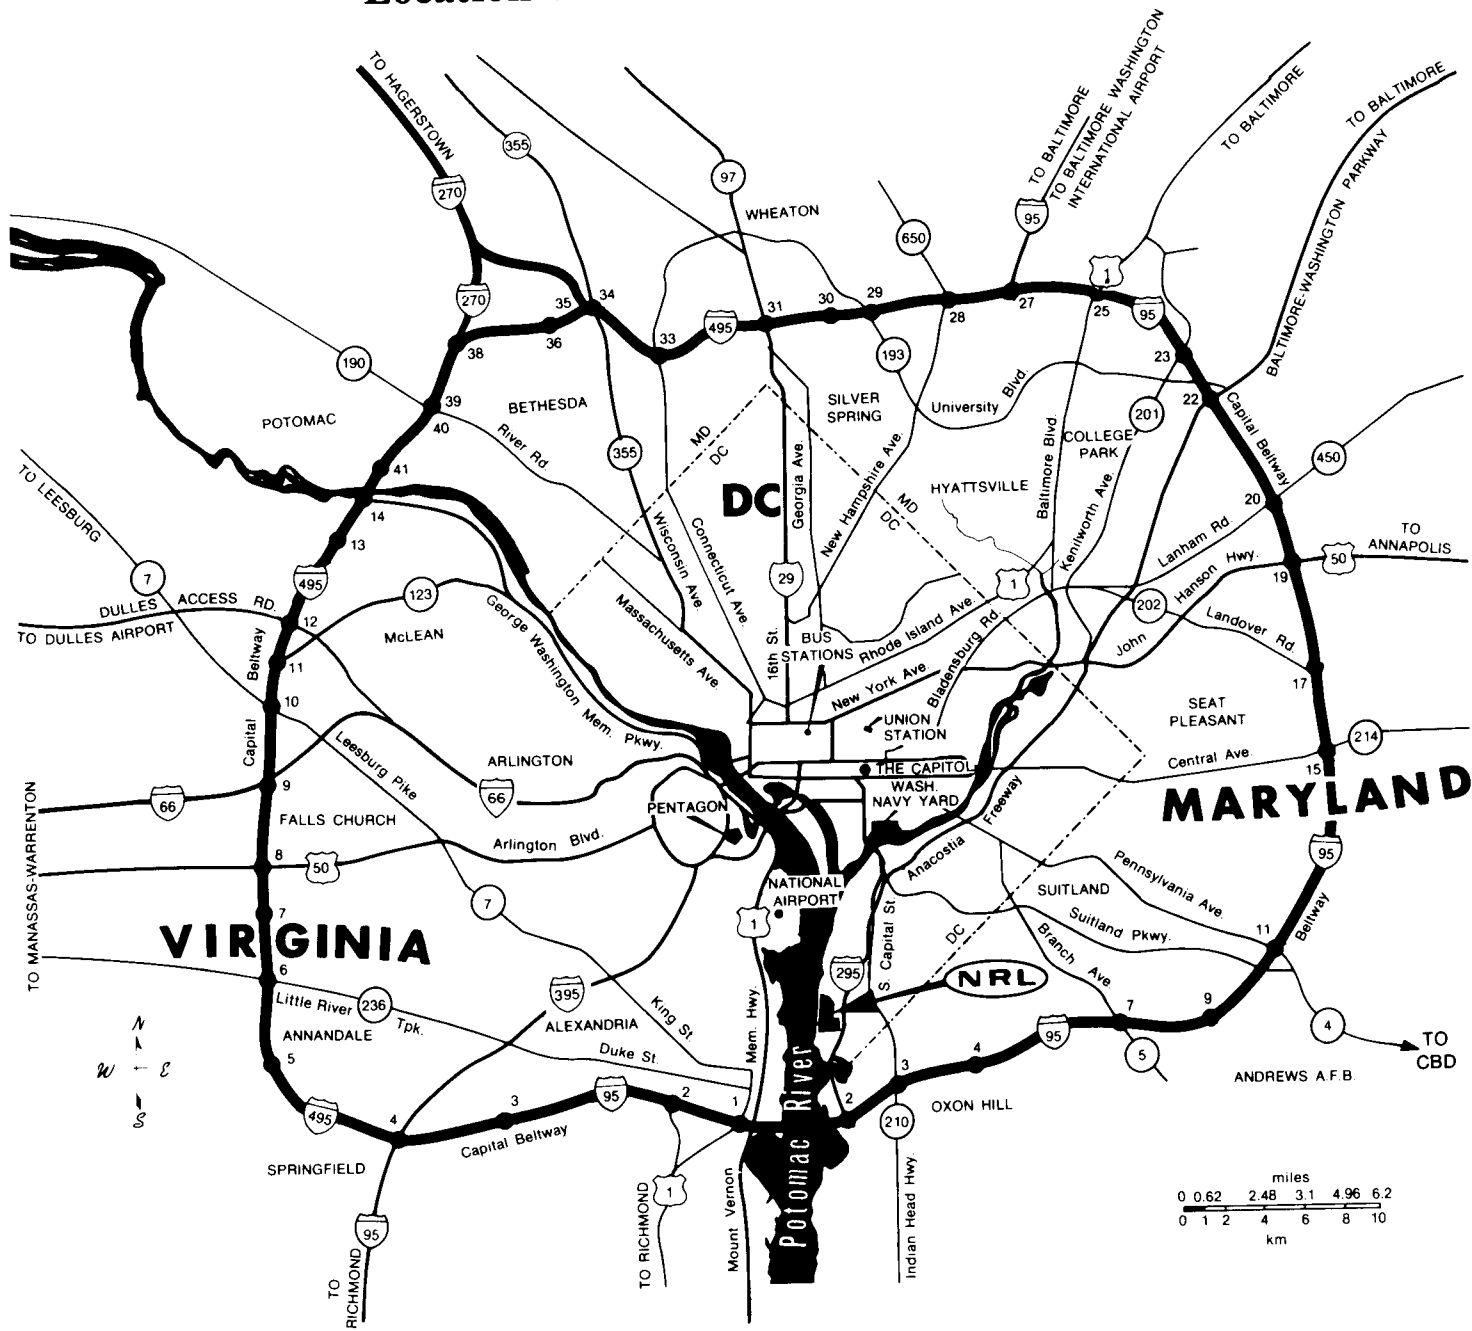 Location
TO HAGERSTOWN
355
97
270
WHEATON
650
TO BALTIMORE
TO BALTIMORE WASHINGTON
INTERNATIONAL AIRPORT
95
TO BALTIMORE
TO BALTIMORE
BALTIMORE-WASHINGTON PARKWAY
1
270
35
34
36
38
33
495
31
30
29
28
27
25
95
23
22
193
190
39
40
41
POTOMAC
BETHESDA
River Rd
355
MD
DC
SILVER
SPRING
University Blvd.
201
COLLEGE
PARK
Capital Beltway
450
20
TO LEESBURG
14
13
DC
Wisconsin Ave.
Connecticut Ave.
Georgia Ave.
New Hampshire Ave.
MD
DC
HYATTSVILLE
Baltimore Blvd.
Kenilworth Ave.
Lanham Rd.
TO
ANNAPOLIS
50
19
7
495
DULLES ACCESS RD.
TO DULLES AIRPORT
12
123
McLEAN
11
10
Capital Beltway
George Washington Mem. Pkwy.
Massachusetts Ave.
29
16th St.
BUS
STATIONS
Rhode Island Ave.
1
New York Ave.
Bladensburg Rd.
202
John Hanson Hwy.
Landover Rd.
17
SEAT
PLEASANT
UNION
STATION
THE CAPITOL
WASH.
NAVY YARD
Central Ave.
214
15
MARYLAND
TO MANASSAS-WARRENTON
66
9
Leesburg Pike
ARLINGTON
66
FALLS CHURCH
PENTAGON
Arlington Blvd.
8
50
7
7
Anacostia Freeway
95
NATIONAL
AIRPORT
1
SUITLAND
Pennsylvania Ave.
Suitland Pkwy.
11
Beltway
VIRGINIA
6
Little River Tpk.
236
ANNANDALE
5
395
ALEXANDRIA
King St.
Duke St.
Mem. Hwy.
295
S. Capital St.
DC
NRL
Branch Ave.
7
9
5
4
TO
CBD
ANDREWS A.F.B.
N
W
E
S
495
4
3
95
2
1
Capital Beltway
2
3
4
95
210
OXON HILL
SPRINGFIELD
95
TO
RICHMOND
1
TO RICHMOND
Mount Vernon
Potomac River
Indian Head Hwy.
miles
0 0.62 2.48 3.1 4.96 6.2
0 1 2 4 6 8 10
km